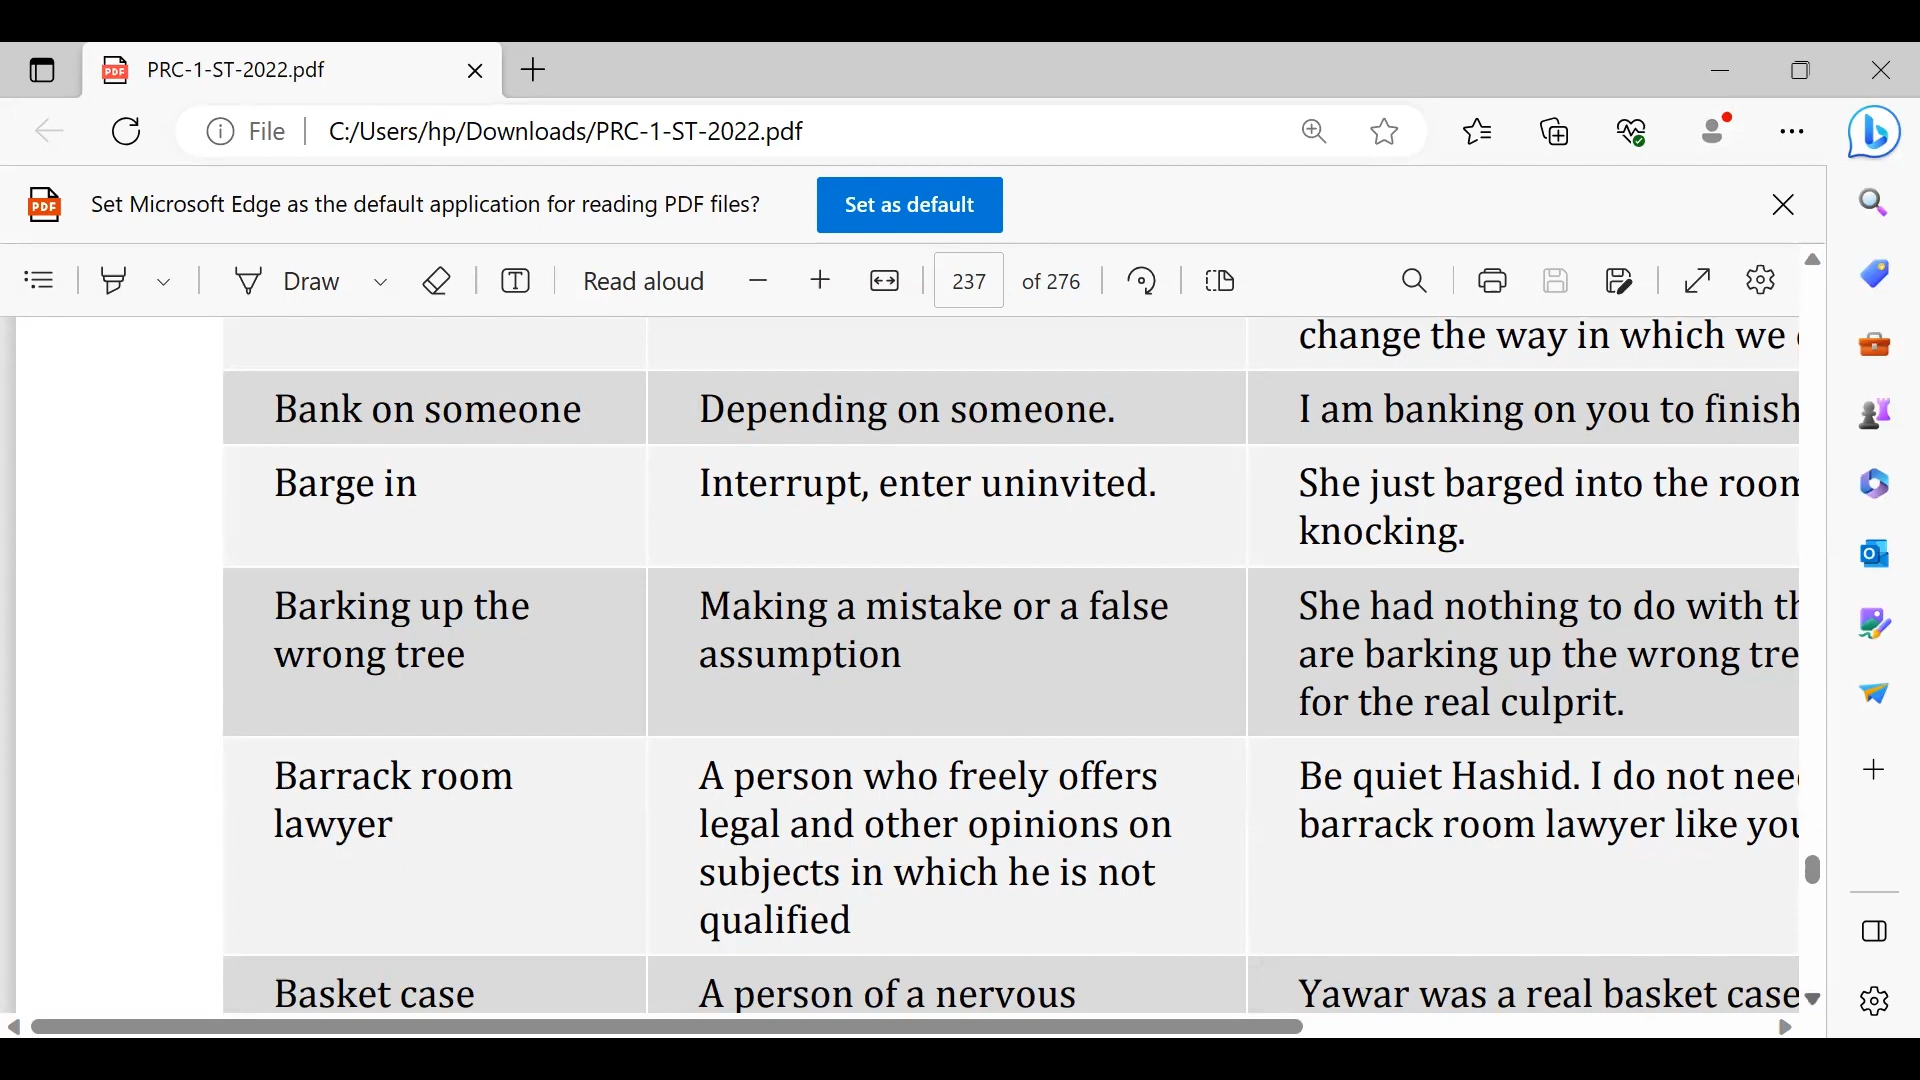 PRC-1-ST-2022.pdf
File C:/Users/hp/Downloads/PRC-1-ST-2022.pdf
PDF Set Microsoft Edge as the default application for reading PDF files? Set as default
Draw Read aloud 237 of 276
change the way in which we
Bank on someone Depending on someone. I am banking on you to finish
Barge in Interrupt, enter uninvited. She just barged into the room
knocking.
Barking up the Making a mistake or a false She had nothing to do with
wrong tree assumption are barking up the wrong tre
for the real culprit.
Barrack room A person who freely offers Be quiet Hashid. I do not nee
lawyer legal and other opinions on barrack room lawyer like you
subjects in which he is not
qualified
Basket case A person of a nervous Yawar was a real basket case